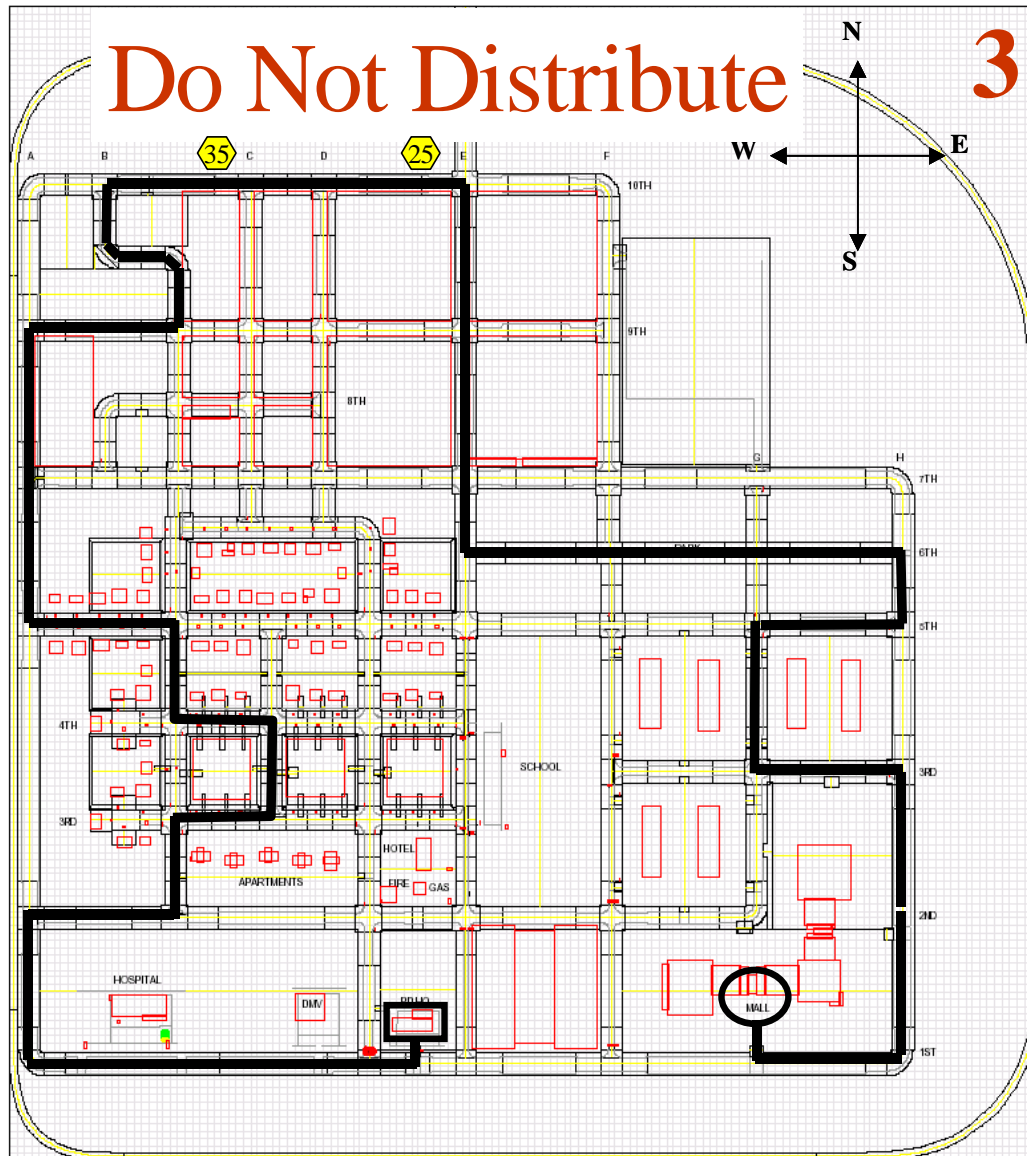 Do Not Distribute
3
N
W
E
S
35
25
A
B
C
D
E
F
10TH
9TH
8TH
G
H
7TH
6TH
5TH
4TH
SCHOOL
3RD
3RD
HOTEL
FIRE
GAS
APARTMENTS
2ND
HOSPITAL
DMV
MALL
1ST